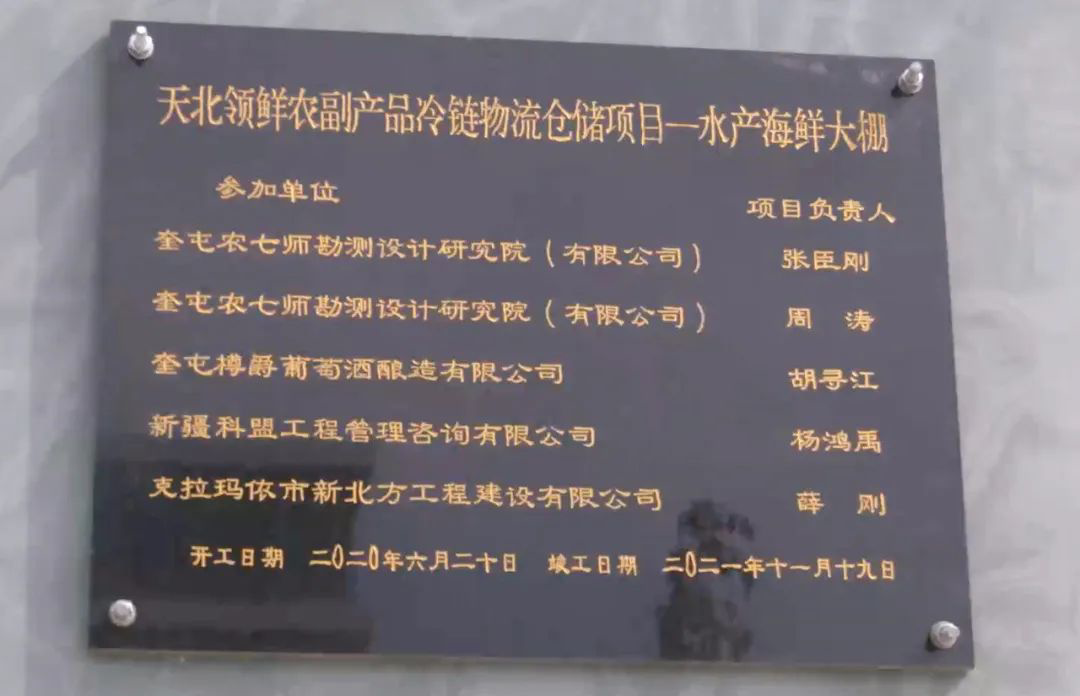 天北领鲜农副产品冷链物流仓储项目一水产海鲜大棚
参加单位 项目负责人
奎屯农七师勘测设计研究院（有限公司） 张臣刚
奎屯农七师勘测设计研究院（有限公司） 周 涛
奎屯樽爵葡萄酒酿造有限公司 胡寻江
新疆科盟工程管理咨询有限公司 杨鸿禹
克拉玛依市新北方工程建设有限公司 薛 刚
开工日期 二〇二〇年六月二十日 竣工日期 二〇二一年十一月十九日